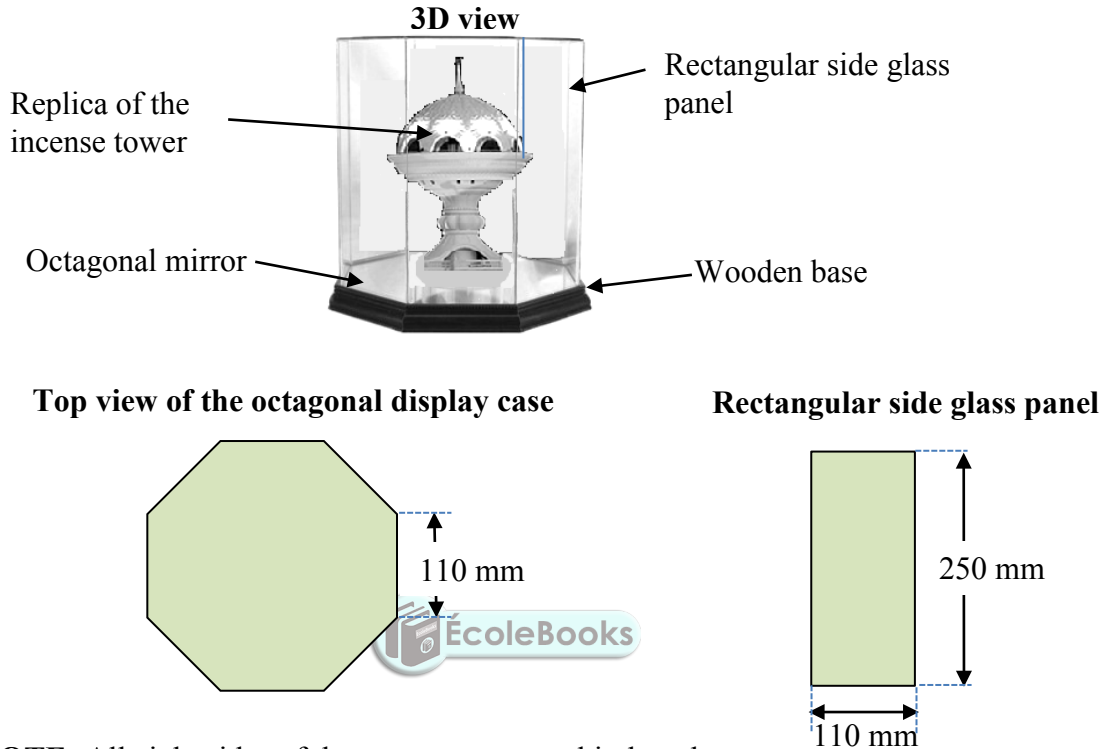 3D view
Rectangular side glass
panel
Replica of the
incense tower
Octagonal mirror
Wooden base
Top view of the octagonal display case
Rectangular side glass panel
110 mm
250 mm
ÉcoleBooks
110 mm